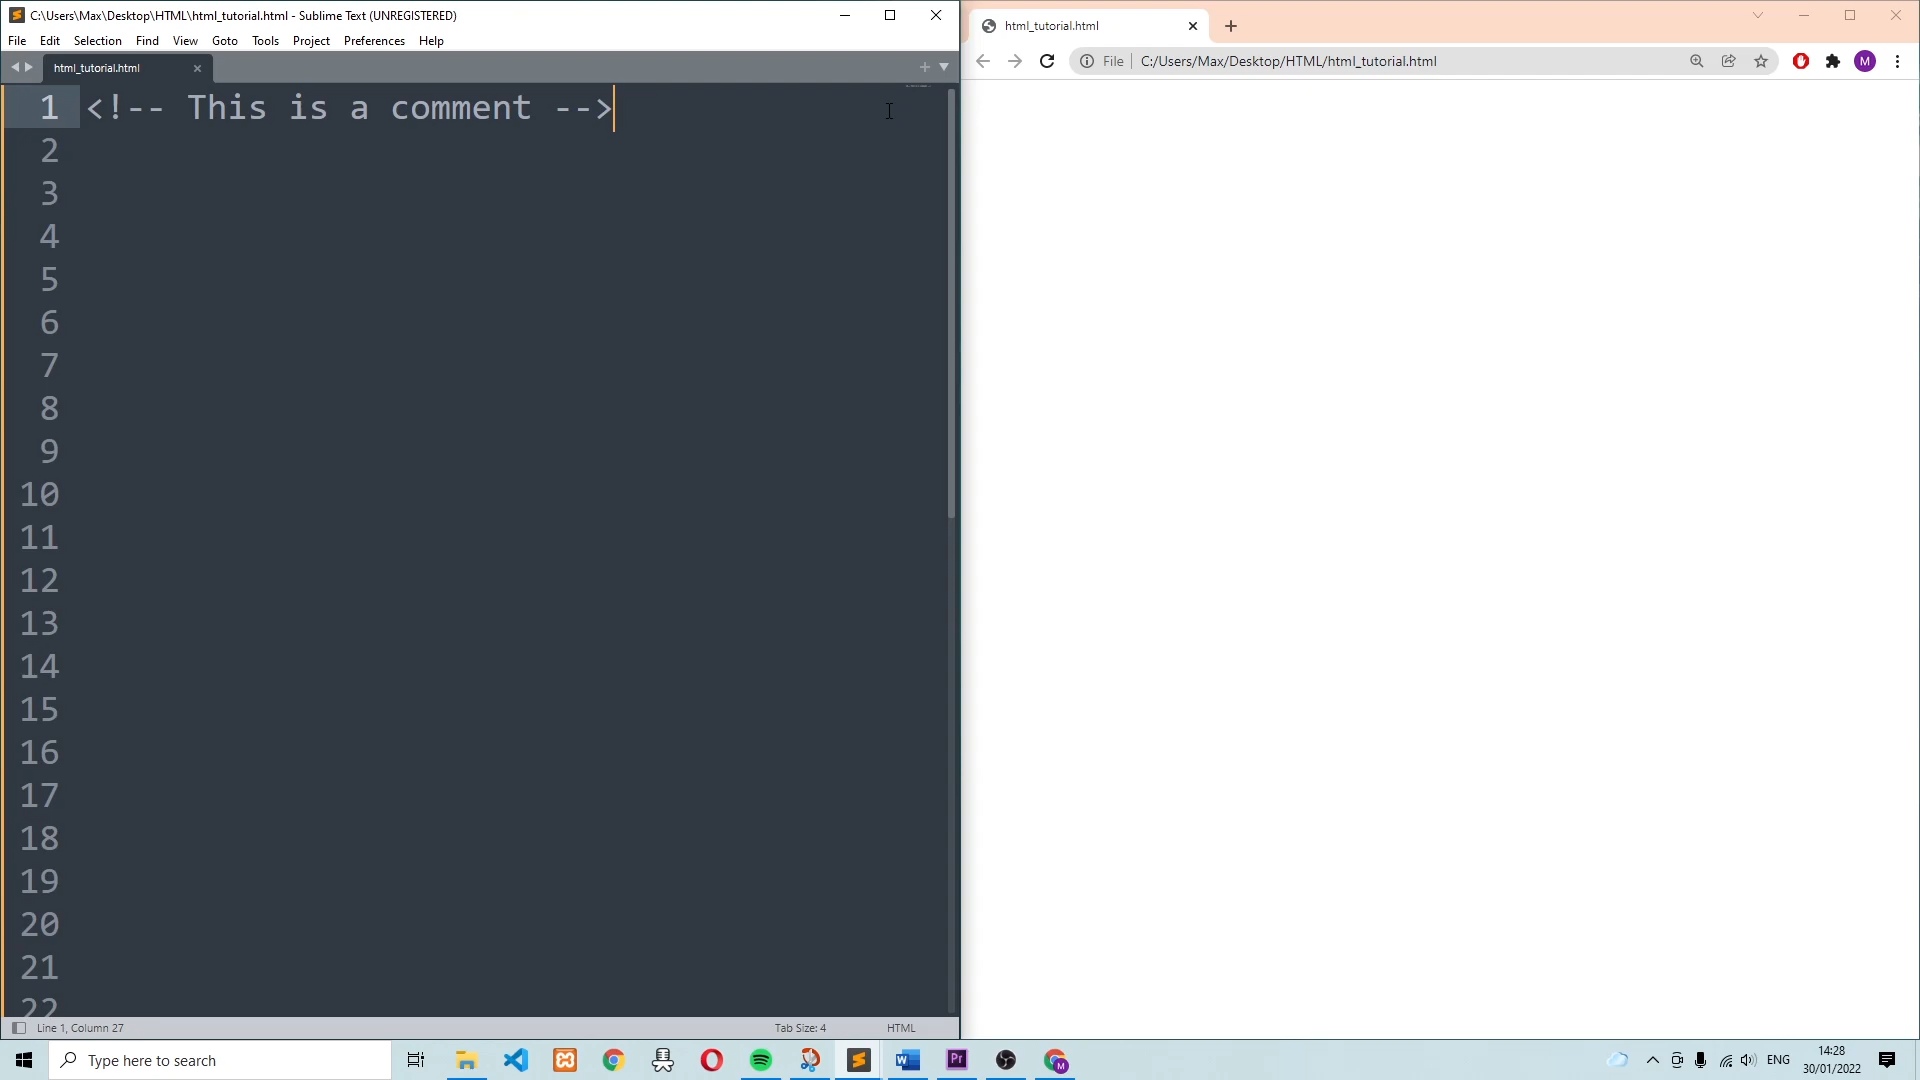 C:\Users\Max\Desktop\HTML\html_tutorial.html - Sublime Text (UNREGISTERED)
File Edit Selection Find View Goto Tools Project Preferences Help
html_tutorial.html
1 <!-- This is a comment -->
2
3
4
5
6
7
8
9
10
11
12
13
14
15
16
17
18
19
20
21
22
Line 1, Column 27
Tab Size: 4
HTML
html_tutorial.html
File
C:/Users/Max/Desktop/HTML/html_tutorial.html
M
Type here to search
Pr
M
ENG
14:28
30/01/2022